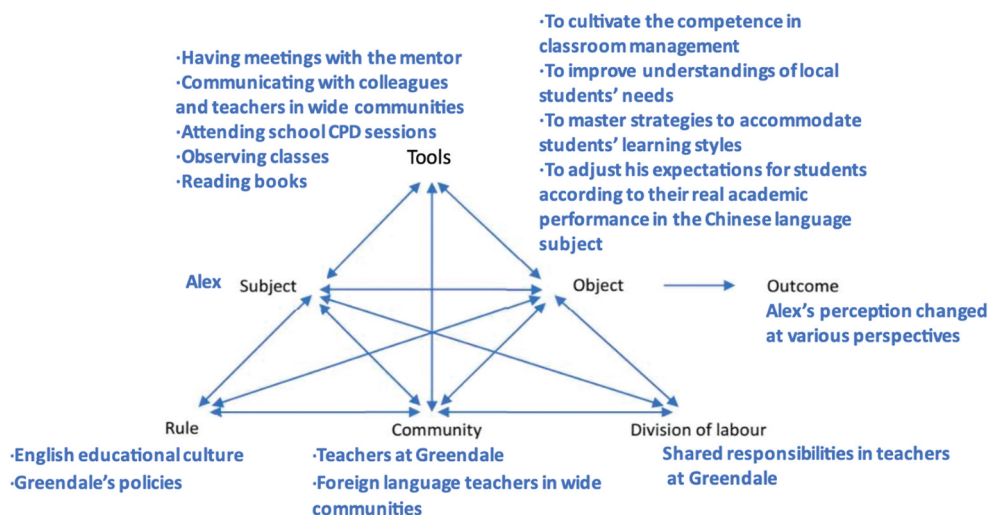 ·Having meetings with the mentor
·Communicating with colleagues
and teachers in wide communities
·Attending school CPD sessions
·Observing classes
·Reading books
Tools
·To cultivate the competence in
classroom management
·To improve understandings of local
students’ needs
·To master strategies to accommodate
students’ learning styles
·To adjust his expectations for students
according to their real academic
performance in the Chinese language
subject
Alex
Subject
Object
Outcome
Alex’s perception changed
at various perspectives
Rule
·English educational culture
·Greendale’s policies
Community
·Teachers at Greendale
·Foreign language teachers in wide
communities
Division of labour
Shared responsibilities in teachers
at Greendale